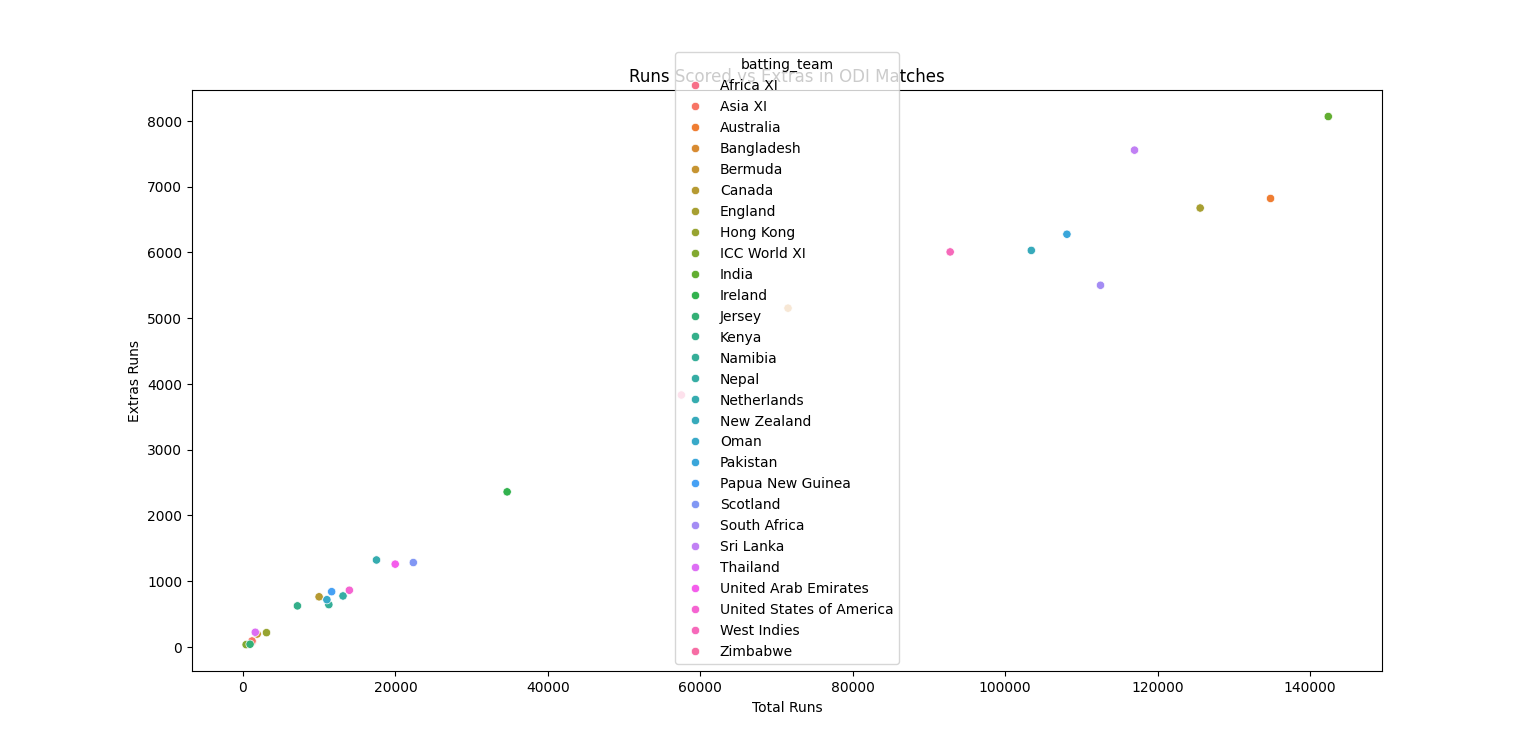 Runs Scored vs Extras in ODI Matches
batting_team
Africa XI
Asia XI
Australia
Bangladesh
Bermuda
Canada
England
Hong Kong
ICC World XI
India
Ireland
Jersey
Kenya
Namibia
Nepal
Netherlands
New Zealand
Oman
Pakistan
Papua New Guinea
Scotland
South Africa
Sri Lanka
Thailand
United Arab Emirates
United States of America
West Indies
Zimbabwe
Extras Runs
8000
7000
6000
5000
4000
3000
2000
1000
0
0 20000 40000 60000 80000 100000 120000 140000
Total Runs